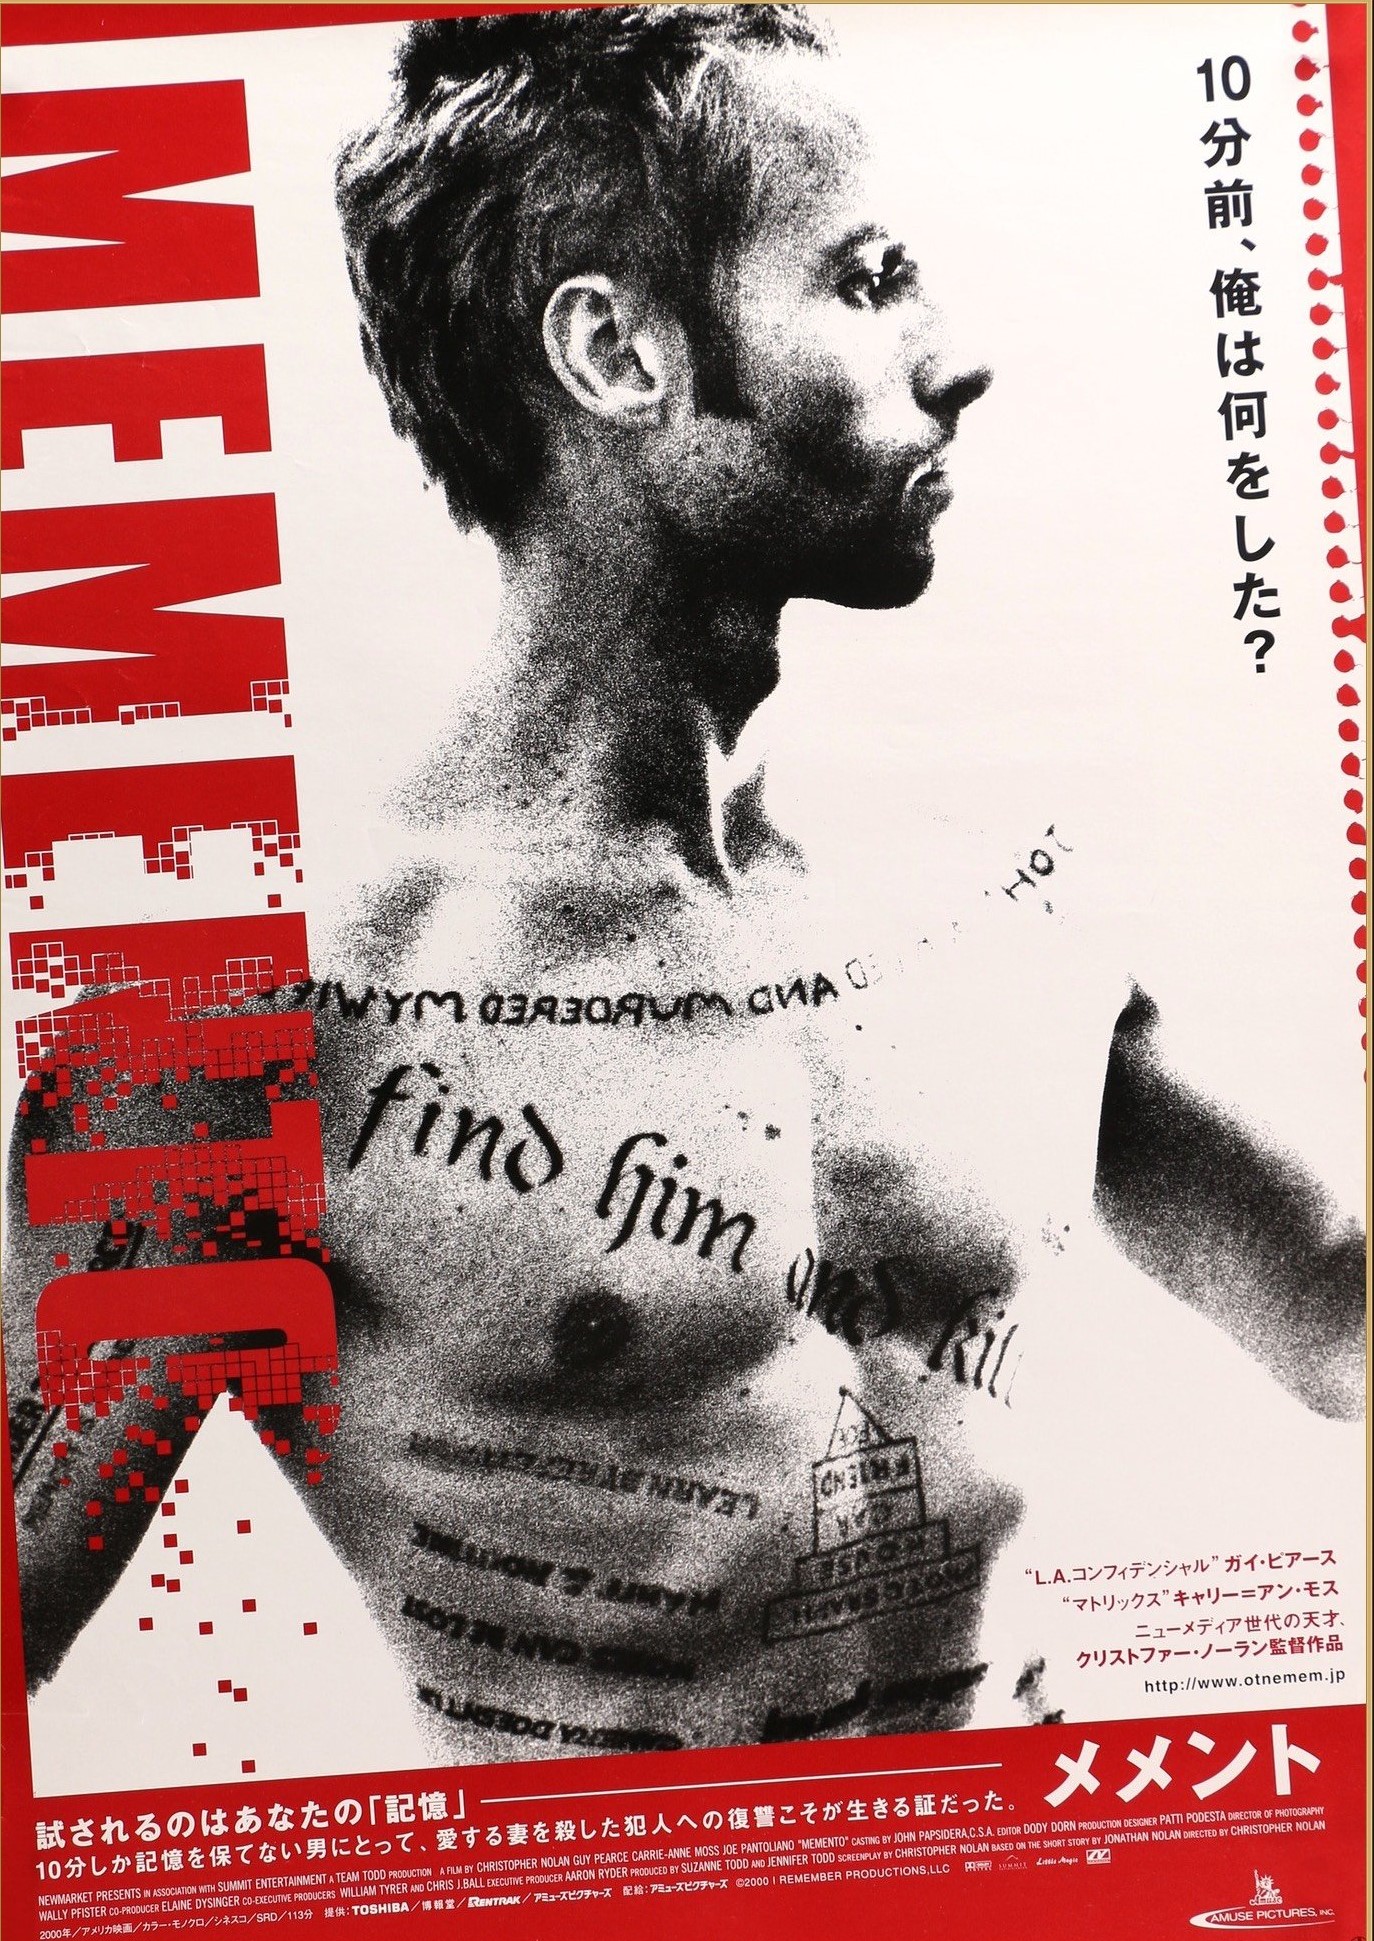 MEMENTO
10分前、俺は何をした?
AND MURDERED MY WIFE
find him and kill
LEARN BY REPETITION
FRIEND
CAR
HOUSE
“L.A.コンフィデンシャル”ガイ・ピアース
“マトリックス”キャリー=アン・モス
ニューメディア世代の天才、
クリストファー・ノーラン監督作品
http://www.otnemem.jp
メメント
試されるのはあなたの「記憶」
10分しか記憶を保てない男にとって、愛する妻を殺した犯人への復讐こそが生きる証だった。
NEWMARKET PRESENTS IN ASSOCIATION WITH SUMMIT ENTERTAINMENT A TEAM TODD PRODUCTION A FILM BY CHRISTOPHER NOLAN GUY PEARCE CARRIE-ANNE MOSS JOE PANTOLIANO "MEMENTO" CASTING BY JOHN PAPSIDERA,C.S.A. EDITOR DODY DORN PRODUCTION DESIGNER PATTI PODESTA DIRECTOR OF PHOTOGRAPHY
WALLY PFISTER CO-PRODUCER ELAINE DYSINGER CO-EXECUTIVE PRODUCERS WILLIAM TYRER AND CHRIS J.BALL EXECUTIVE PRODUCER AARON RYDER PRODUCED BY SUZANNE TODD AND JENNIFER TODD SCREENPLAY BY CHRISTOPHER NOLAN BASED ON THE SHORT STORY BY JONATHAN NOLAN DIRECTED BY CHRISTOPHER NOLAN
2000年/アメリカ映画/カラー・モノクロ/シネスコ/SRD/113分 提供:TOSHIBA/博報堂/RENTRAK/アミューズピクチャーズ 配給:アミューズピクチャーズ ©2000 I REMEMBER PRODUCTIONS,LLC
SUMMIT
Little Magic
AMUSE PICTURES, INC.